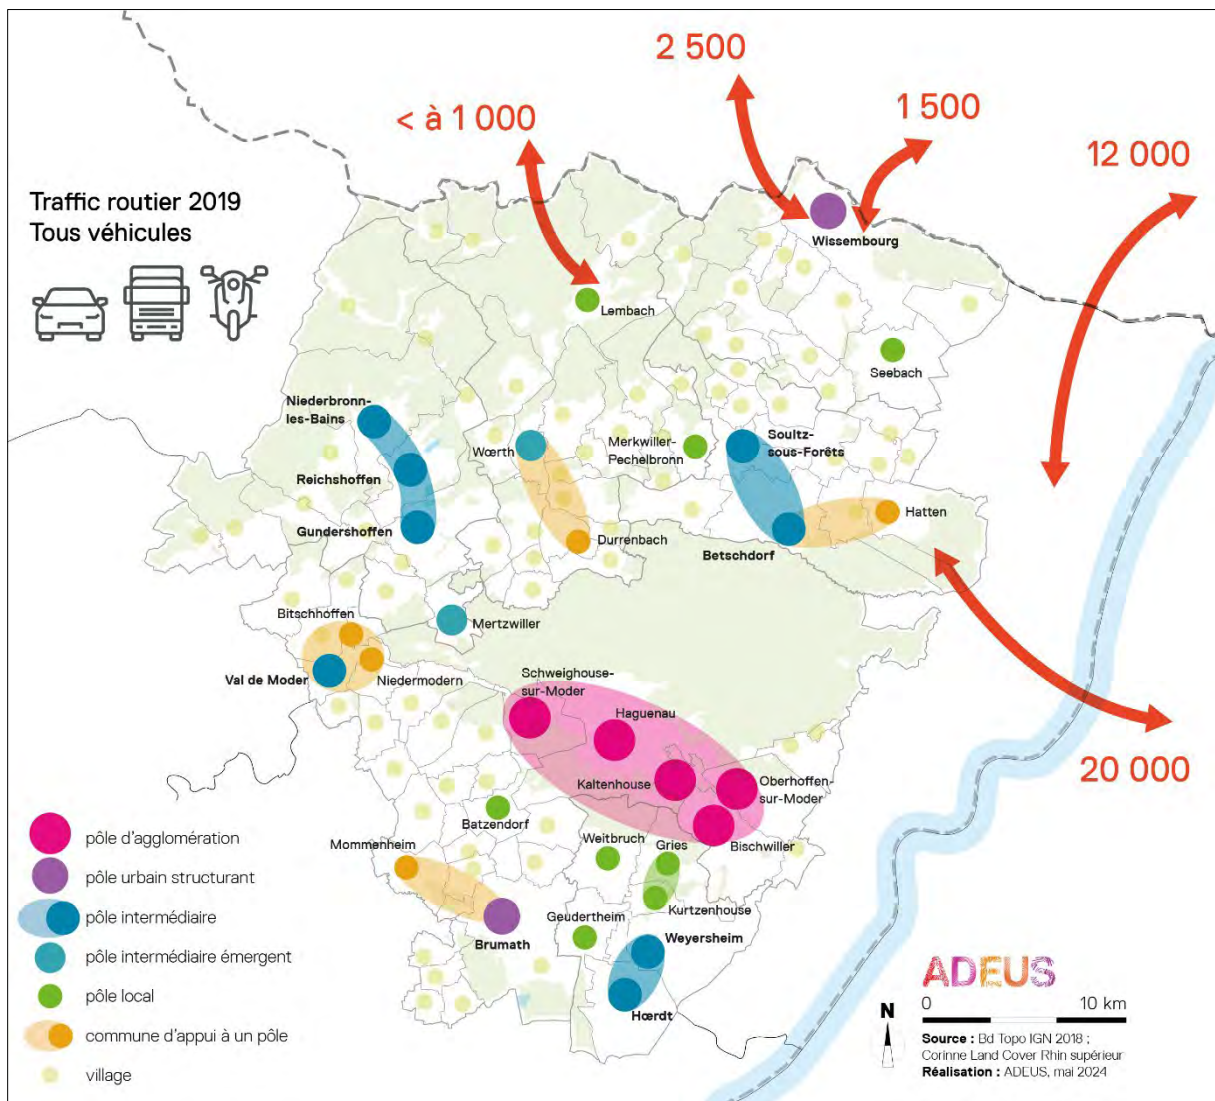 2 500
1 500
< à 1 000
12 000
Traffic routier 2019
Tous véhicules
Wissembourg
Lembach
Seebach
Niederbronn-
les-Bains
Wœrth
Merkwiller-
Pechelbronn
Soultz-
sous-Forêts
Reichshoffen
Gundershoffen
Hatten
Durrenbach
Betschdorf
Bitschhoffen
Mertzwiller
Val de Moder
Niedermodern
Schweighouse-
sur-Moder
Haguenau
Kaltenhouse
Oberhoffen-
sur-Moder
20 000
Batzendorf
Bischwiller
Mommenheim
Weitbruch
Gries
Kurtzenhouse
Geudertheim
Brumath
Weyersheim
Hœrdt
pôle d'agglomération
pôle urbain structurant
pôle intermédiaire
pôle intermédiaire émergent
pôle local
commune d'appui à un pôle
village
ADEUS
N
0 10 km
Source : Bd Topo IGN 2018 ;
Corinne Land Cover Rhin supérieur
Réalisation : ADEUS, mai 2024